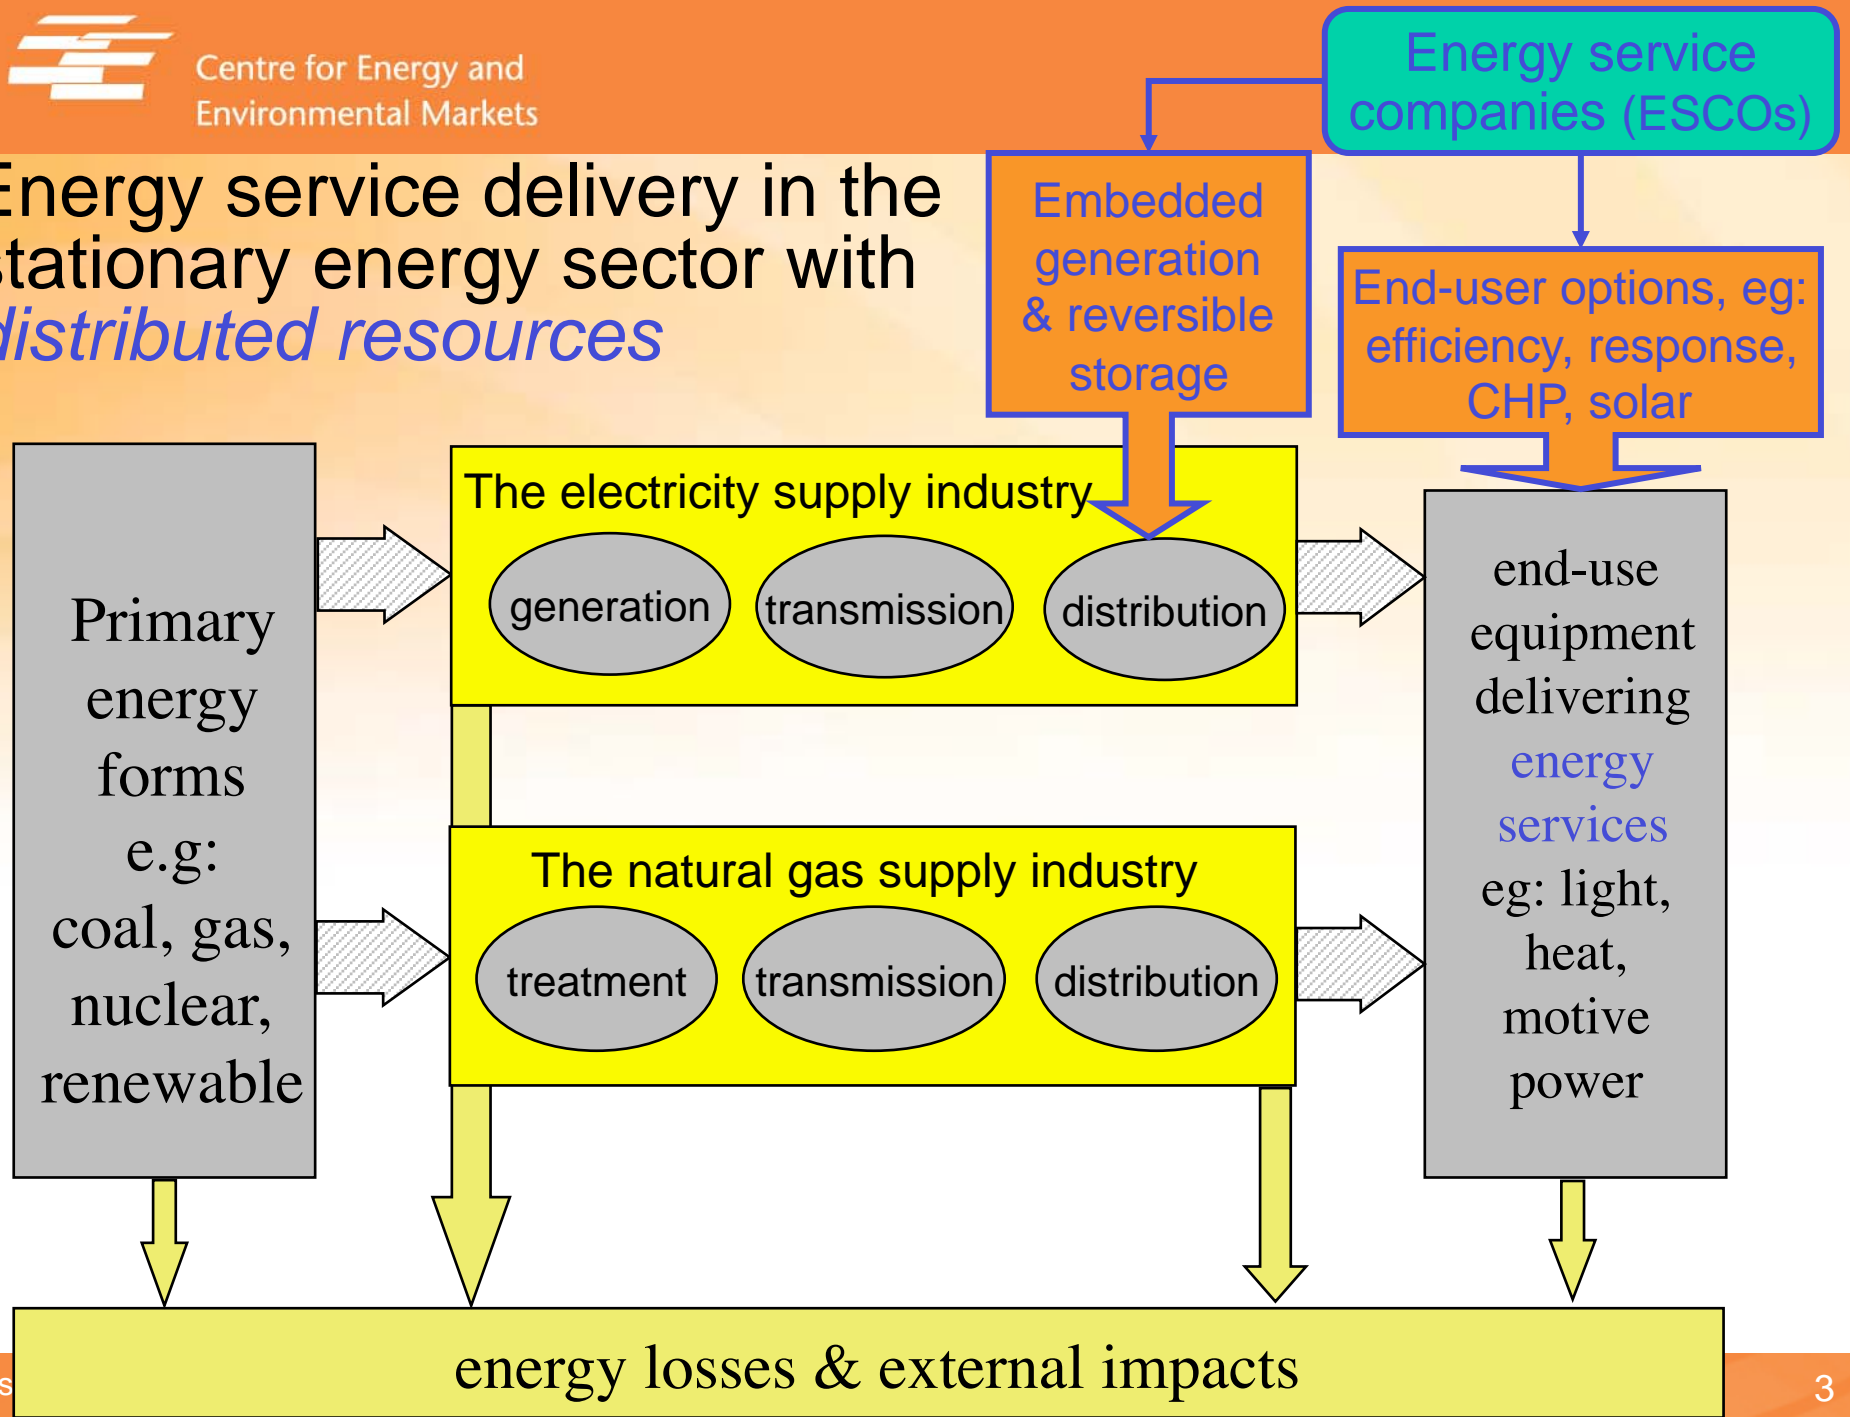 Centre for Energy and
Environmental Markets
Energy service
companies (ESCOs)
Energy service delivery in the
stationary energy sector with
distributed resources
Embedded
generation
& reversible
storage
End-user options, eg:
efficiency, response,
CHP, solar
Primary
energy
forms
e.g:
coal, gas,
nuclear,
renewable
The electricity supply industry
generation
transmission
distribution
The natural gas supply industry
treatment
transmission
distribution
end-use
equipment
delivering
energy
services
eg: light,
heat,
motive
power
energy losses & external impacts
3